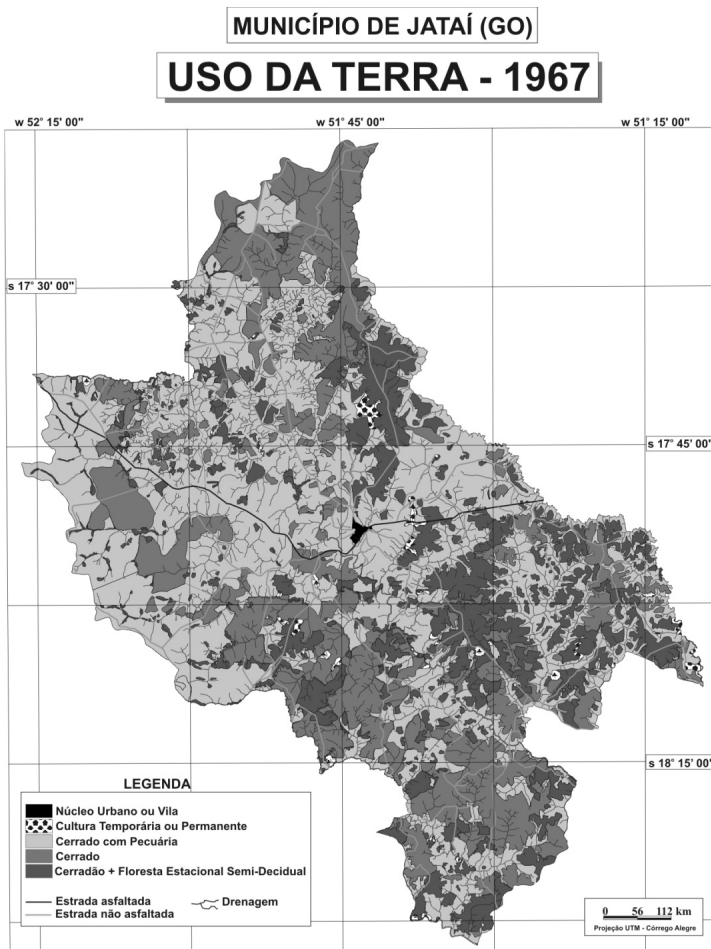 MUNICÍPIO DE JATAÍ (GO)
USO DA TERRA - 1967
w 52° 15' 00"
w 51° 45' 00"
w 51° 15' 00"
s 17° 30' 00"
s 17° 45' 00"
s 18° 15' 00"
LEGENDA
Núcleo Urbano ou Vila
Cultura Temporária ou Permanente
Cerrado com Pecuária
Cerrado
Cerradão + Floresta Estacional Semi-Decidual
Estrada asfaltada
Drenagem
Estrada não asfaltada
0 56 112 km
Projeção UTM - Córrego Alegre